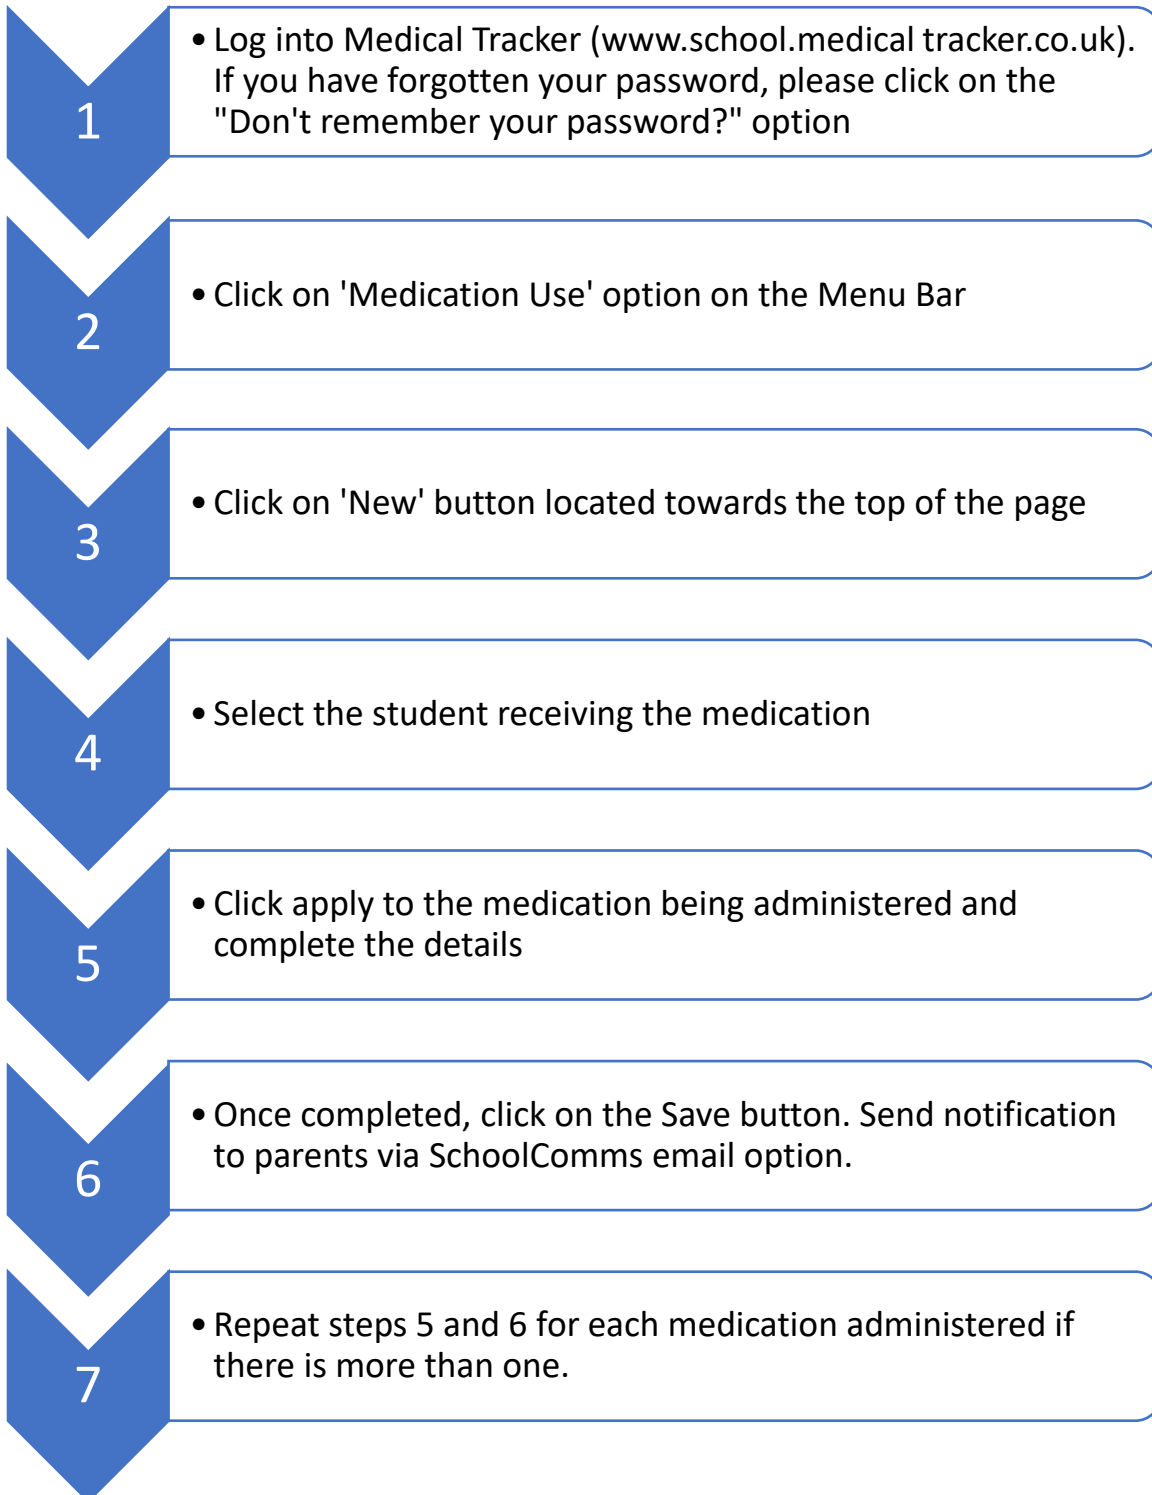 1
• Log into Medical Tracker (www.school.medical tracker.co.uk).
If you have forgotten your password, please click on the
"Don't remember your password?" option
2
• Click on 'Medication Use' option on the Menu Bar
3
• Click on 'New' button located towards the top of the page
4
• Select the student receiving the medication
5
• Click apply to the medication being administered and
complete the details
6
• Once completed, click on the Save button. Send notification
to parents via SchoolComms email option.
7
• Repeat steps 5 and 6 for each medication administered if
there is more than one.